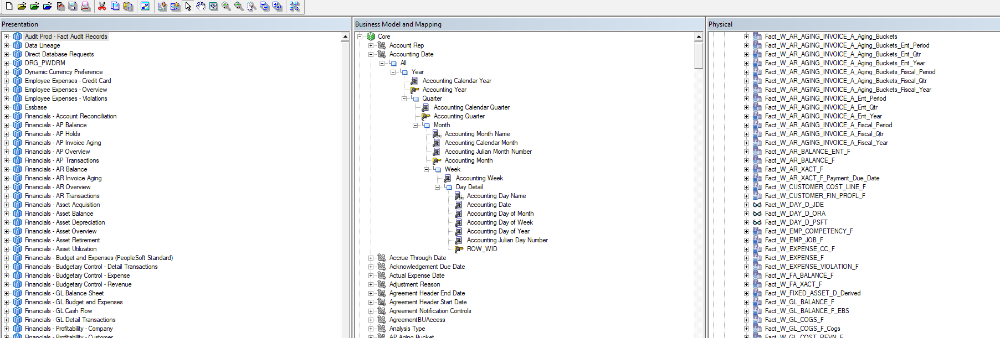 Presentation
Audit Prod - Fact Audit Records
Data Lineage
Direct Database Requests
DRG_PWDRM
Dynamic Currency Preference
Employee Expenses - Credit Card
Employee Expenses - Overview
Employee Expenses - Violations
Essbase
Financials - Account Reconciliation
Financials - AP Balance
Financials - AP Holds
Financials - AP Invoice Aging
Financials - AP Overview
Financials - AP Transactions
Financials - AR Balance
Financials - AR Invoice Aging
Financials - AR Overview
Financials - AR Transactions
Financials - Asset Acquisition
Financials - Asset Balance
Financials - Asset Depreciation
Financials - Asset Overview
Financials - Asset Retirement
Financials - Asset Utilization
Financials - Budget and Expenses (PeopleSoft Standard)
Financials - Budgetary Control - Detail Transactions
Financials - Budgetary Control - Expense
Financials - Budgetary Control - Revenue
Financials - GL Balance Sheet
Financials - GL Budget and Expenses
Financials - GL Cash Flow
Financials - GL Detail Transactions
Financials - Profitability - Company
Financials - Profitability - Customer
Business Model and Mapping
Core
Account Rep
Accounting Date
All
Year
Accounting Calendar Year
Accounting Year
Quarter
Accounting Calendar Quarter
Accounting Quarter
Month
Accounting Month Name
Accounting Calendar Month
Accounting Julian Month Number
Accounting Month
Week
Accounting Week
Day Detail
Accounting Day Name
Accounting Date
Accounting Day of Month
Accounting Day of Week
Accounting Day of Year
Accounting Julian Day Number
ROW_WID
Accrue Through Date
Acknowledgement Due Date
Actual Expense Date
Adjustment Reason
Agreement Header End Date
Agreement Header Start Date
Agreement Notification Controls
AgreementBUAccess
Analysis Type
AP Aging Bucket
Physical
Fact_W_AR_AGING_INVOICE_A_Aging_Buckets
Fact_W_AR_AGING_INVOICE_A_Aging_Buckets_Ent_Period
Fact_W_AR_AGING_INVOICE_A_Aging_Buckets_Ent_Qtr
Fact_W_AR_AGING_INVOICE_A_Aging_Buckets_Ent_Year
Fact_W_AR_AGING_INVOICE_A_Aging_Buckets_Fiscal_Period
Fact_W_AR_AGING_INVOICE_A_Aging_Buckets_Fiscal_Qtr
Fact_W_AR_AGING_INVOICE_A_Aging_Buckets_Fiscal_Year
Fact_W_AR_AGING_INVOICE_A_Ent_Period
Fact_W_AR_AGING_INVOICE_A_Ent_Qtr
Fact_W_AR_AGING_INVOICE_A_Ent_Year
Fact_W_AR_AGING_INVOICE_A_Fiscal_Period
Fact_W_AR_AGING_INVOICE_A_Fiscal_Qtr
Fact_W_AR_AGING_INVOICE_A_Fiscal_Year
Fact_W_AR_BALANCE_ENT_F
Fact_W_AR_BALANCE_F
Fact_W_AR_XACT_F
Fact_W_AR_XACT_F_Payment_Due_Date
Fact_W_CUSTOMER_COST_LINE_F
Fact_W_CUSTOMER_FIN_PROFL_F
Fact_W_DAY_D_JDE
Fact_W_DAY_D_ORA
Fact_W_DAY_D_PSFT
Fact_W_EMP_COMPETENCY_F
Fact_W_EMP_JOB_F
Fact_W_EXPENSE_CC_F
Fact_W_EXPENSE_F
Fact_W_EXPENSE_VIOLATION_F
Fact_W_FA_BALANCE_F
Fact_W_FA_XACT_F
Fact_W_FIXED_ASSET_D_Derived
Fact_W_GL_BALANCE_F
Fact_W_GL_BALANCE_F_EBS
Fact_W_GL_COGS_F
Fact_W_GL_COGS_F_Cogs
Fact_W_GL_COST_REVN_F